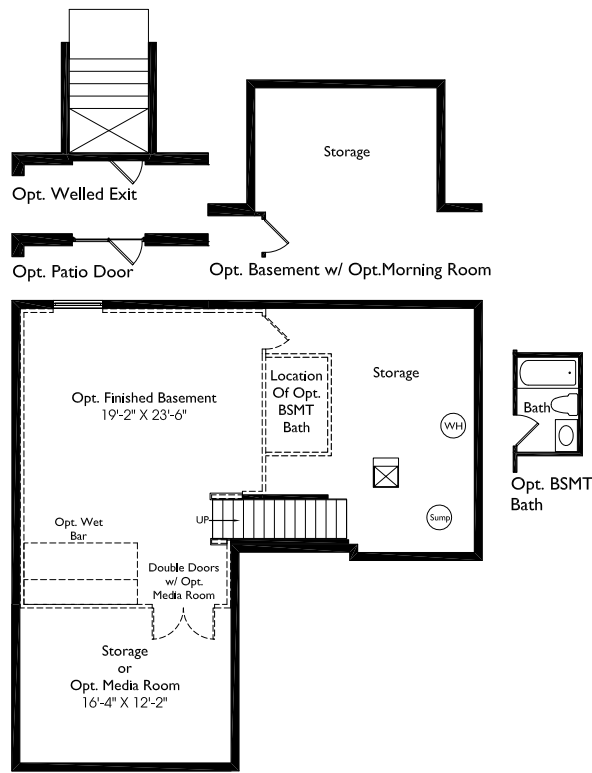 Storage
Opt. Welled Exit
Opt. Patio Door
Opt. Basement w/ Opt.Morning Room
Opt. Finished Basement
19'-2" X 23'-6"
Location
Of Opt.
BSMT
Bath
Storage
WH
Bath
Opt. BSMT
Bath
UP
Sump
Opt. Wet
Bar
Double Doors
w/ Opt.
Media Room
Storage
or
Opt. Media Room
16'-4" X 12'-2"